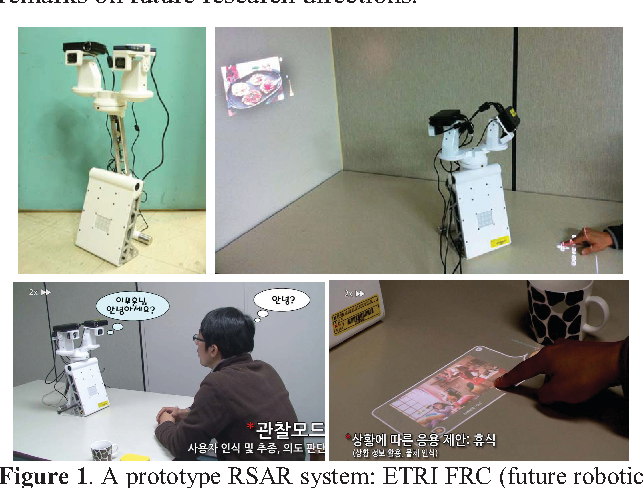 remarks on future research directions.
2x
이부호님
안녕하세요?
안녕?
*관찰모드
사용자 인식 및 추종, 의도 판단
2x
*상황에 따른 응용 제안: 휴식
(상황 정보 활용, 물체 인식)
Figure 1. A prototype RSAR system: ETRI FRC (future robotic